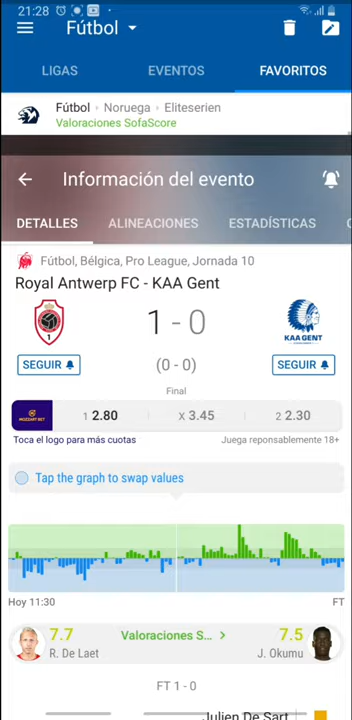 21:28
Fútbol
LIGAS EVENTOS FAVORITOS
Fútbol Noruega Eliteserien
Valoraciones SofaScore
Información del evento
DETALLES ALINEACIONES ESTADÍSTICAS
Fútbol, Bélgica, Pro League, Jornada 10
Royal Antwerp FC - KAA Gent
1 - 0
KAA GENT
SEGUIR (0 - 0) SEGUIR
Final
MOZZART BET 1 2.80 X 3.45 2 2.30
Toca el logo para más cuotas Juega reponsablemente 18+
Tap the graph to swap values
Hoy 11:30 FT
7.7 Valoraciones S... > 7.5
R. De Laet J. Okumu
FT 1 - 0
Julien De Sart